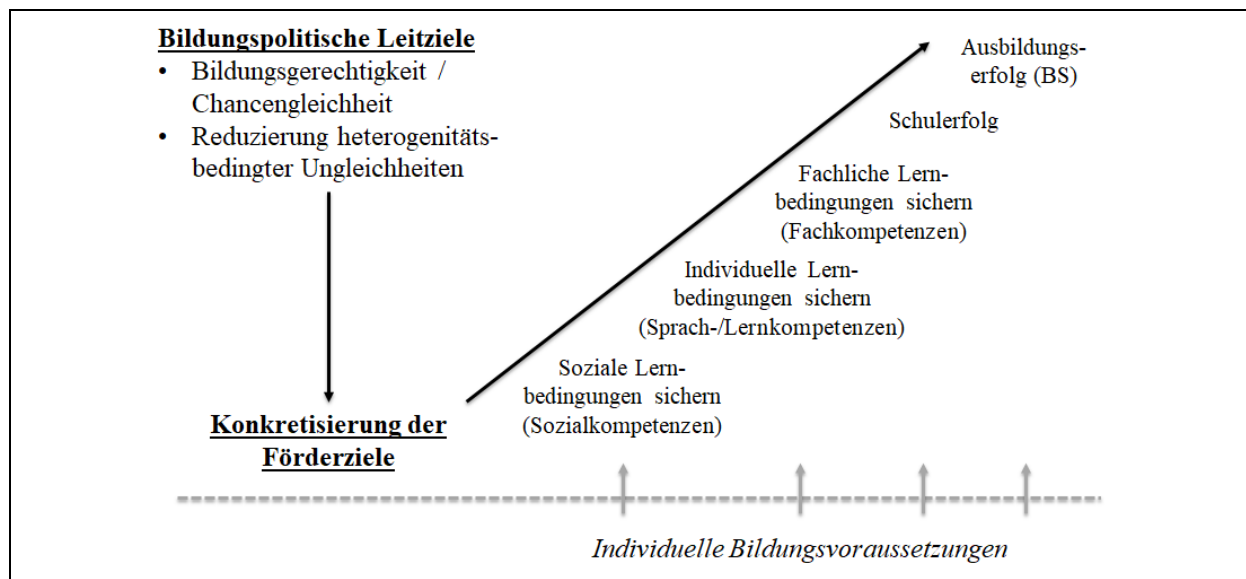 Bildungspolitische Leitziele
• Bildungsgerechtigkeit /
Chancengleichheit
• Reduzierung heterogenitäts-
bedingter Ungleichheiten
Konkretisierung der
Förderziele
Ausbildungs-
erfolg (BS)
Schulerfolg
Fachliche Lern-
bedingungen sichern
(Fachkompetenzen)
Individuelle Lern-
bedingungen sichern
(Sprach-/Lernkompetenzen)
Soziale Lern-
bedingungen sichern
(Sozialkompetenzen)
Individuelle Bildungsvoraussetzungen